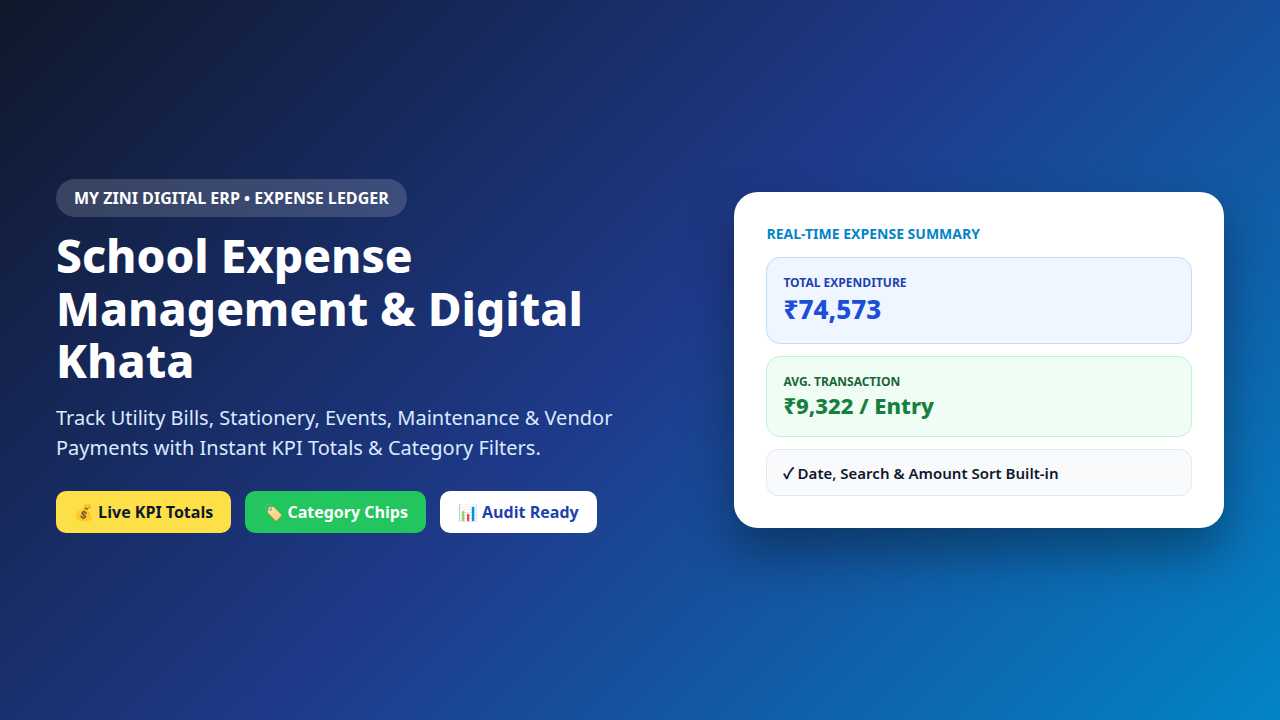 MY ZINI DIGITAL ERP • EXPENSE LEDGER
School Expense
Management & Digital
Khata
Track Utility Bills, Stationery, Events, Maintenance & Vendor
Payments with Instant KPI Totals & Category Filters.
💰 Live KPI Totals
🏷️ Category Chips
📊 Audit Ready
REAL-TIME EXPENSE SUMMARY
TOTAL EXPENDITURE
₹74,573
AVG. TRANSACTION
₹9,322 / Entry
✓ Date, Search & Amount Sort Built-in